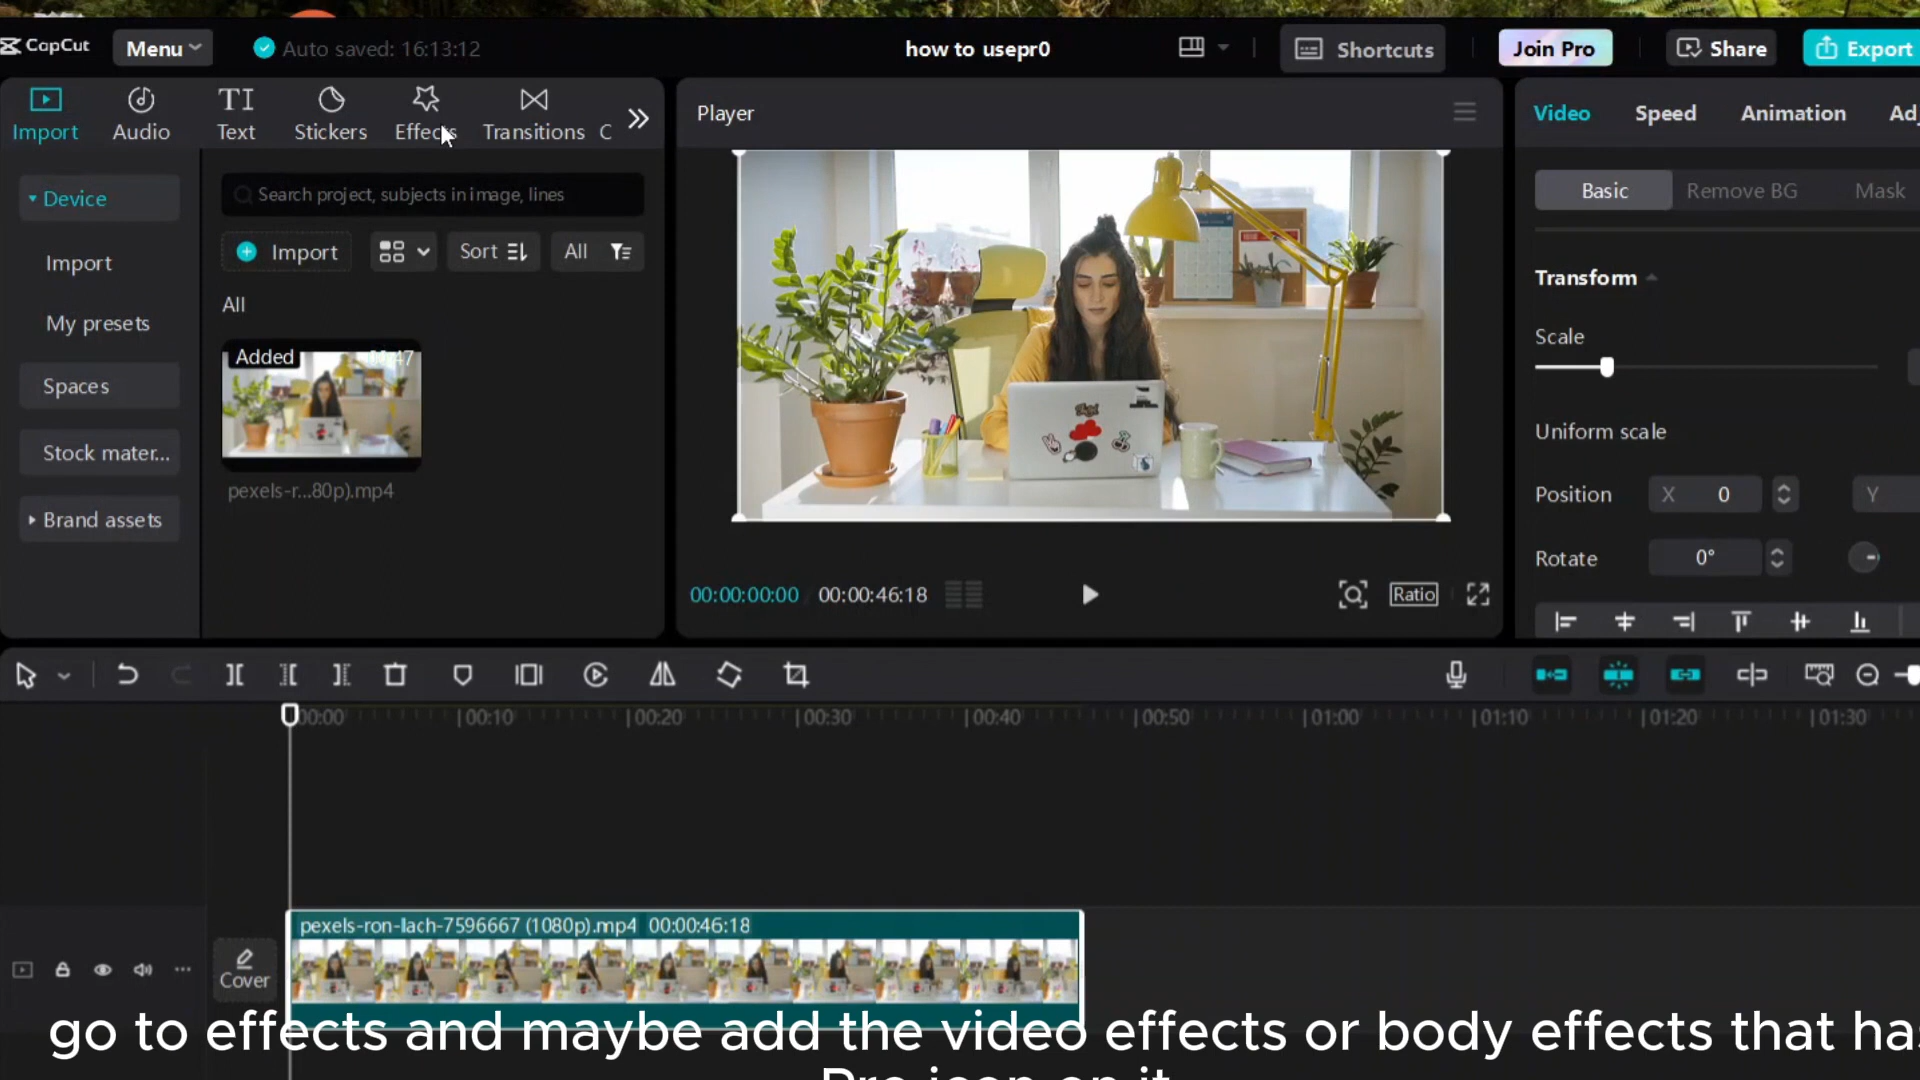 CapCut
Menu
Auto saved: 16:13:12
how to usepr0
Shortcuts
Join Pro
Share
Export
Import
Audio
Text
Stickers
Effects
Transitions
C
Player
Video
Speed
Animation
Device
Search project, subjects in image, lines
Basic
Remove BG
Mask
Import
Import
Sort
All
Transform
All
My presets
Scale
Added
Spaces
Uniform scale
Stock mater...
pexels-r...80p).mp4
Position
X
0
Y
Brand assets
Rotate
0°
00:00:00:00
00:00:46:18
Ratio
00:00
00:10
00:20
00:30
00:40
00:50
01:00
01:10
01:20
01:30
pexels-ron-lach-7596667 (1080p).mp4 00:00:46:18
Cover
go to effects and maybe add the video effects or body effects that has
Pro icon on it